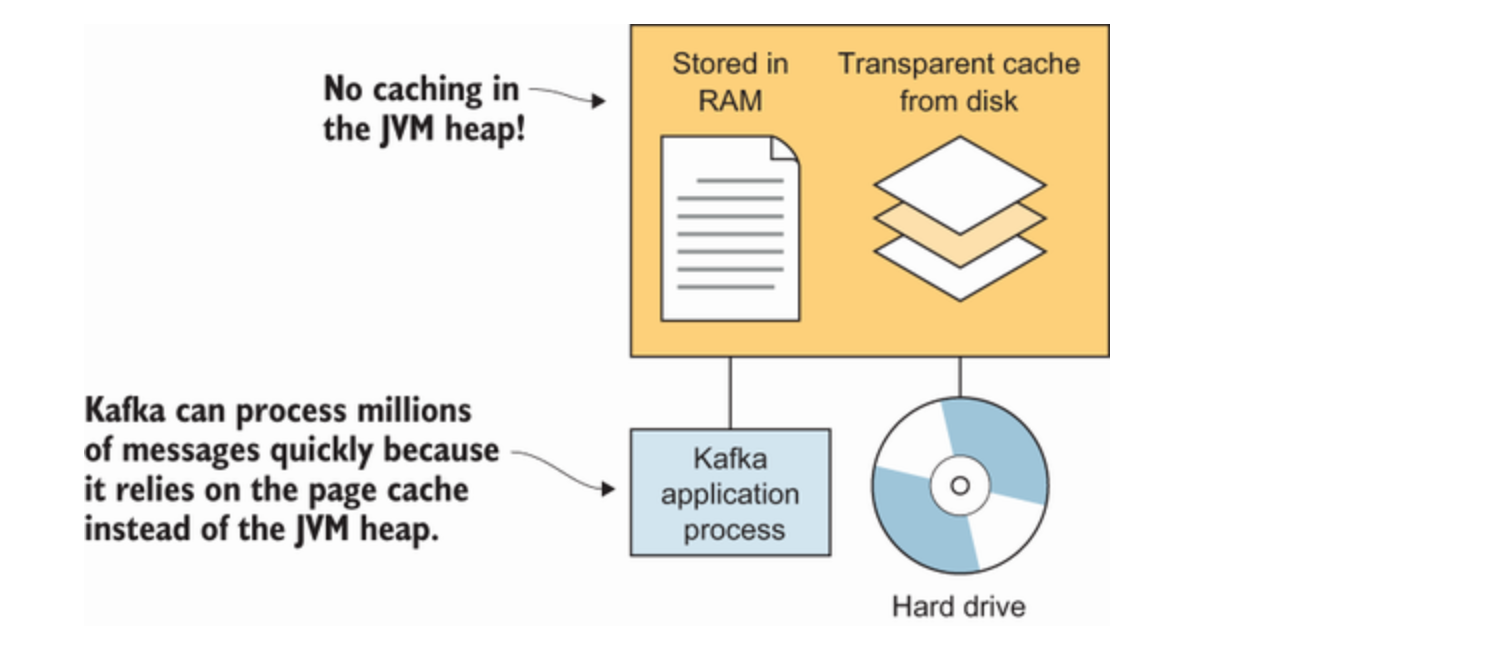 No caching in
the JVM heap!
Stored in
RAM
Transparent cache
from disk
Kafka can process millions
of messages quickly because
it relies on the page cache
instead of the JVM heap.
Kafka
application
process
Hard drive